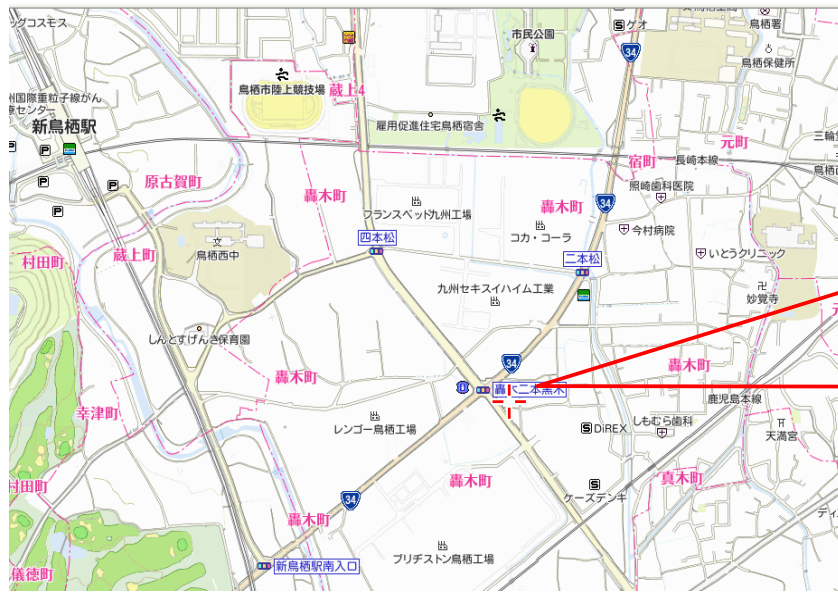 ッグコスモス
ゲオ
市民公園
34
鳥栖署
鳥栖保健所
鳥栖市陸上競技場
蔵上4
州国際重粒子線がん
療センター
新鳥栖駅
雇用促進住宅鳥栖宿舎
元町
三輪
宿町
長崎本線
鳥栖
P
P
P
P
原古賀町
轟木町
照崎歯科医院
34
フランスベッド九州工場
轟木町
コカ・コーラ
今村病院
四本松
蔵上町
鳥栖西中
文
村田町
二本松
いとうクリニック
九州セキスイハイム工業
卍
妙覚寺
元
しんとすげんき保育園
34
轟木町
轟木町
轟木二本黒木
鹿児島本線
幸津町
レンゴー鳥栖工場
DiREX
しもむら歯科
天満宮
村田町
轟木町
真木町
ケーズデンキ
34
轟木町
ブリヂストン鳥栖工場
新鳥栖駅南入口
儀徳町
ディ